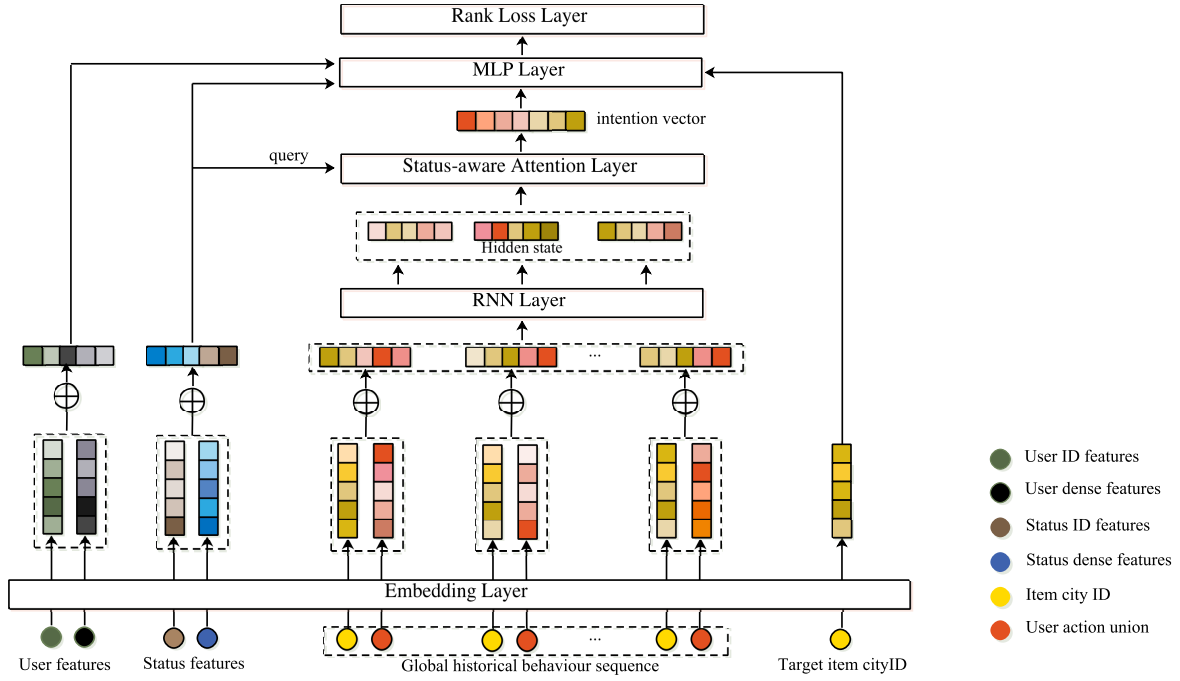 Rank Loss Layer
MLP Layer
intention vector
query
Status-aware Attention Layer
Hidden state
RNN Layer
...
User ID features
User dense features
Status ID features
Status dense features
Embedding Layer
Item city ID
User action union
...
User features
Status features
Global historical behaviour sequence
Target item cityID